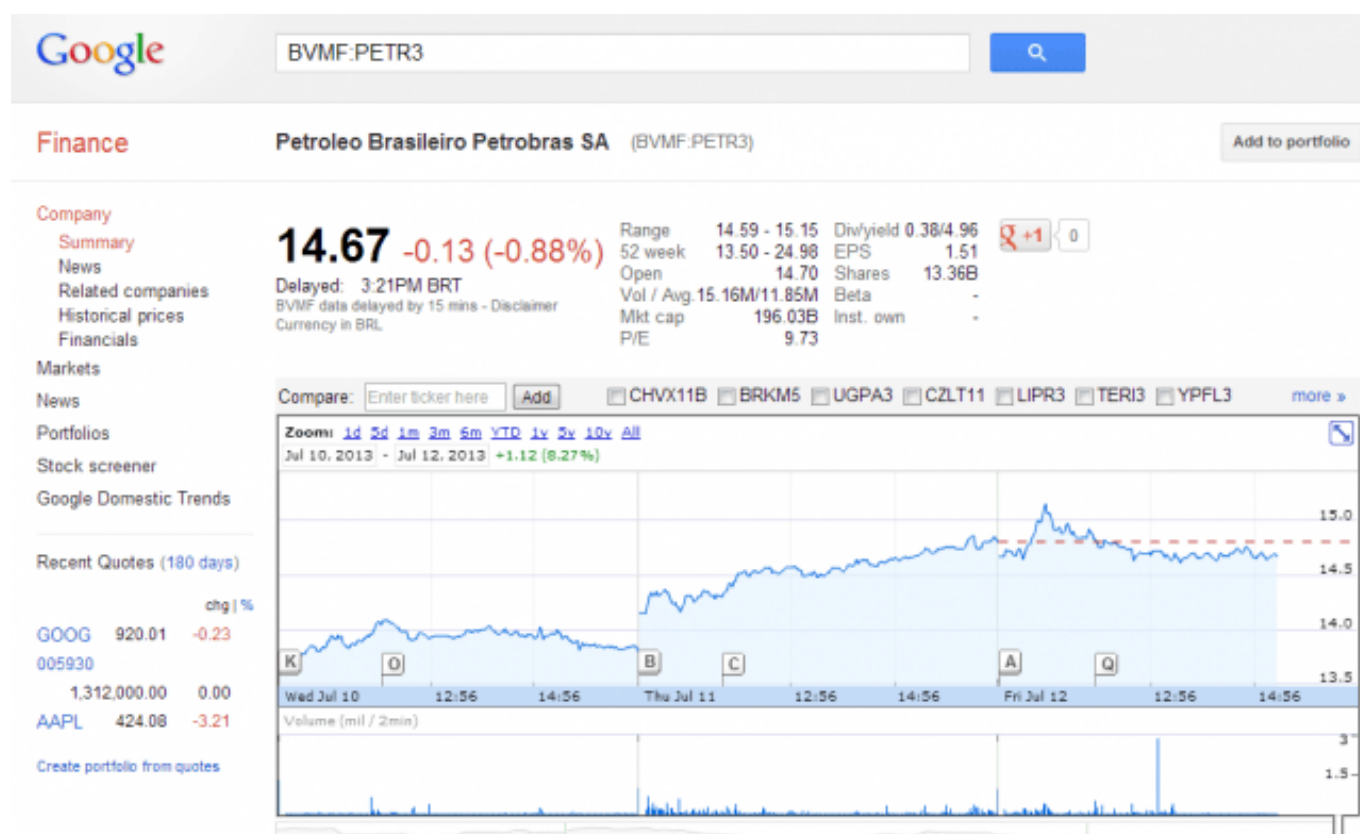 Google
BVMF:PETR3
Finance
Petroleo Brasileiro Petrobras SA (BVMF:PETR3)
Add to portfolio
Company
Summary
News
Related companies
Historical prices
Financials
Markets
News
Portfolios
Stock screener
Google Domestic Trends
Recent Quotes (180 days)
chg | %
GOOG 920.01 -0.23
005930
1,312,000.00 0.00
AAPL 424.08 -3.21
Create portfolio from quotes
14.67 -0.13 (-0.88%)
Delayed: 3:21PM BRT
BVMF data delayed by 15 mins - Disclaimer
Currency in BRL
Range 14.59 - 15.15 Div/yield 0.38/4.96
52 week 13.50 - 24.98 EPS 1.51
Open 14.70 Shares 13.36B
Vol / Avg. 15.16M/11.85M Beta -
Mkt cap 196.03B Inst. own -
P/E 9.73
+1 0
Compare: Enter ticker here Add CHVX11B BRKM5 UGPA3 CZLT11 LIPR3 TERI3 YPFL3 more »
Zoom: 1d 5d 1m 3m 6m YTD 1y 5y 10y All
Jul 10, 2013 - Jul 12, 2013 +1.12 (8.27%)
15.0
14.5
14.0
K O B C A Q
13.5
Wed Jul 10 12:56 14:56 Thu Jul 11 12:56 14:56 Fri Jul 12 12:56 14:56
Volume (mil / 2min)
3
1.5